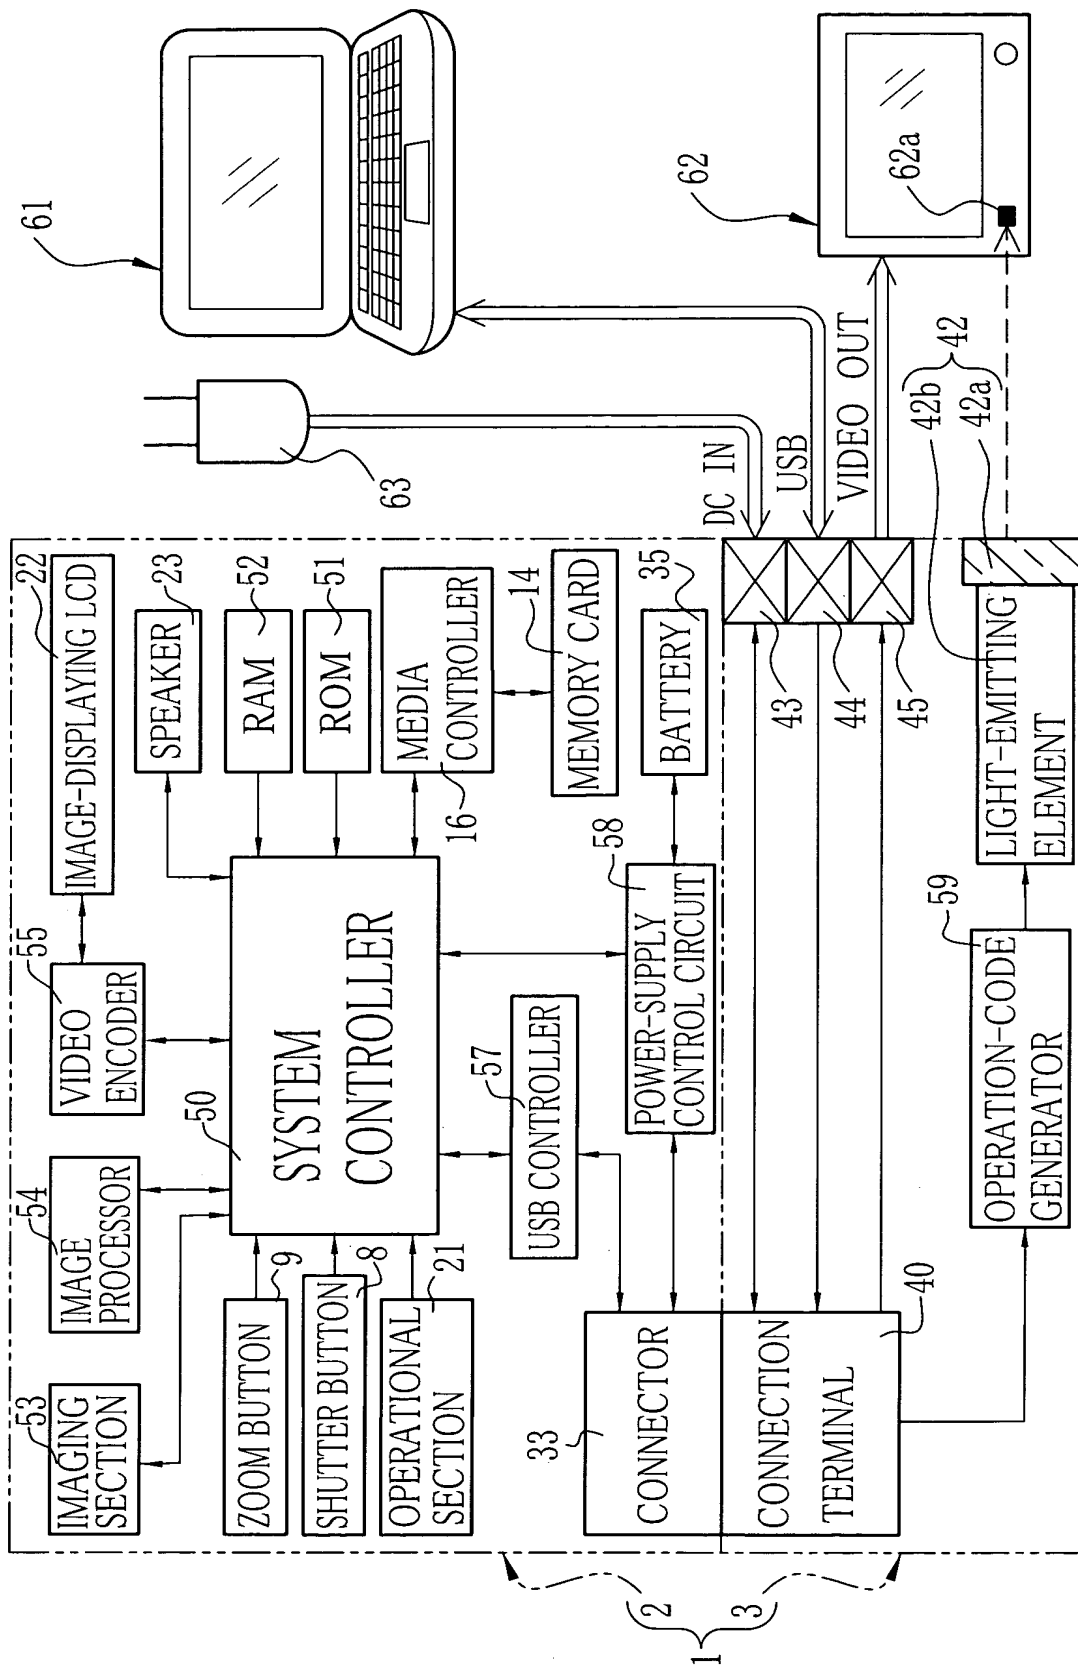 61
62
62a
63
DC IN
USB
VIDEO OUT
42
42b
42a
22
IMAGE-DISPLAYING LCD
23
SPEAKER
52
RAM
51
ROM
MEDIA
CONTROLLER
16
14
MEMORY CARD
35
BATTERY
43
44
45
LIGHT-EMITTING
ELEMENT
55
VIDEO
ENCODER
50
SYSTEM
CONTROLLER
57
USB CONTROLLER
58
POWER-SUPPLY
CONTROL CIRCUIT
59
OPERATION-CODE
GENERATOR
54
IMAGE
PROCESSOR
53
IMAGING
SECTION
9
ZOOM BUTTON
8
SHUTTER BUTTON
21
OPERATIONAL
SECTION
33
CONNECTOR
40
CONNECTION
TERMINAL
2
3
1